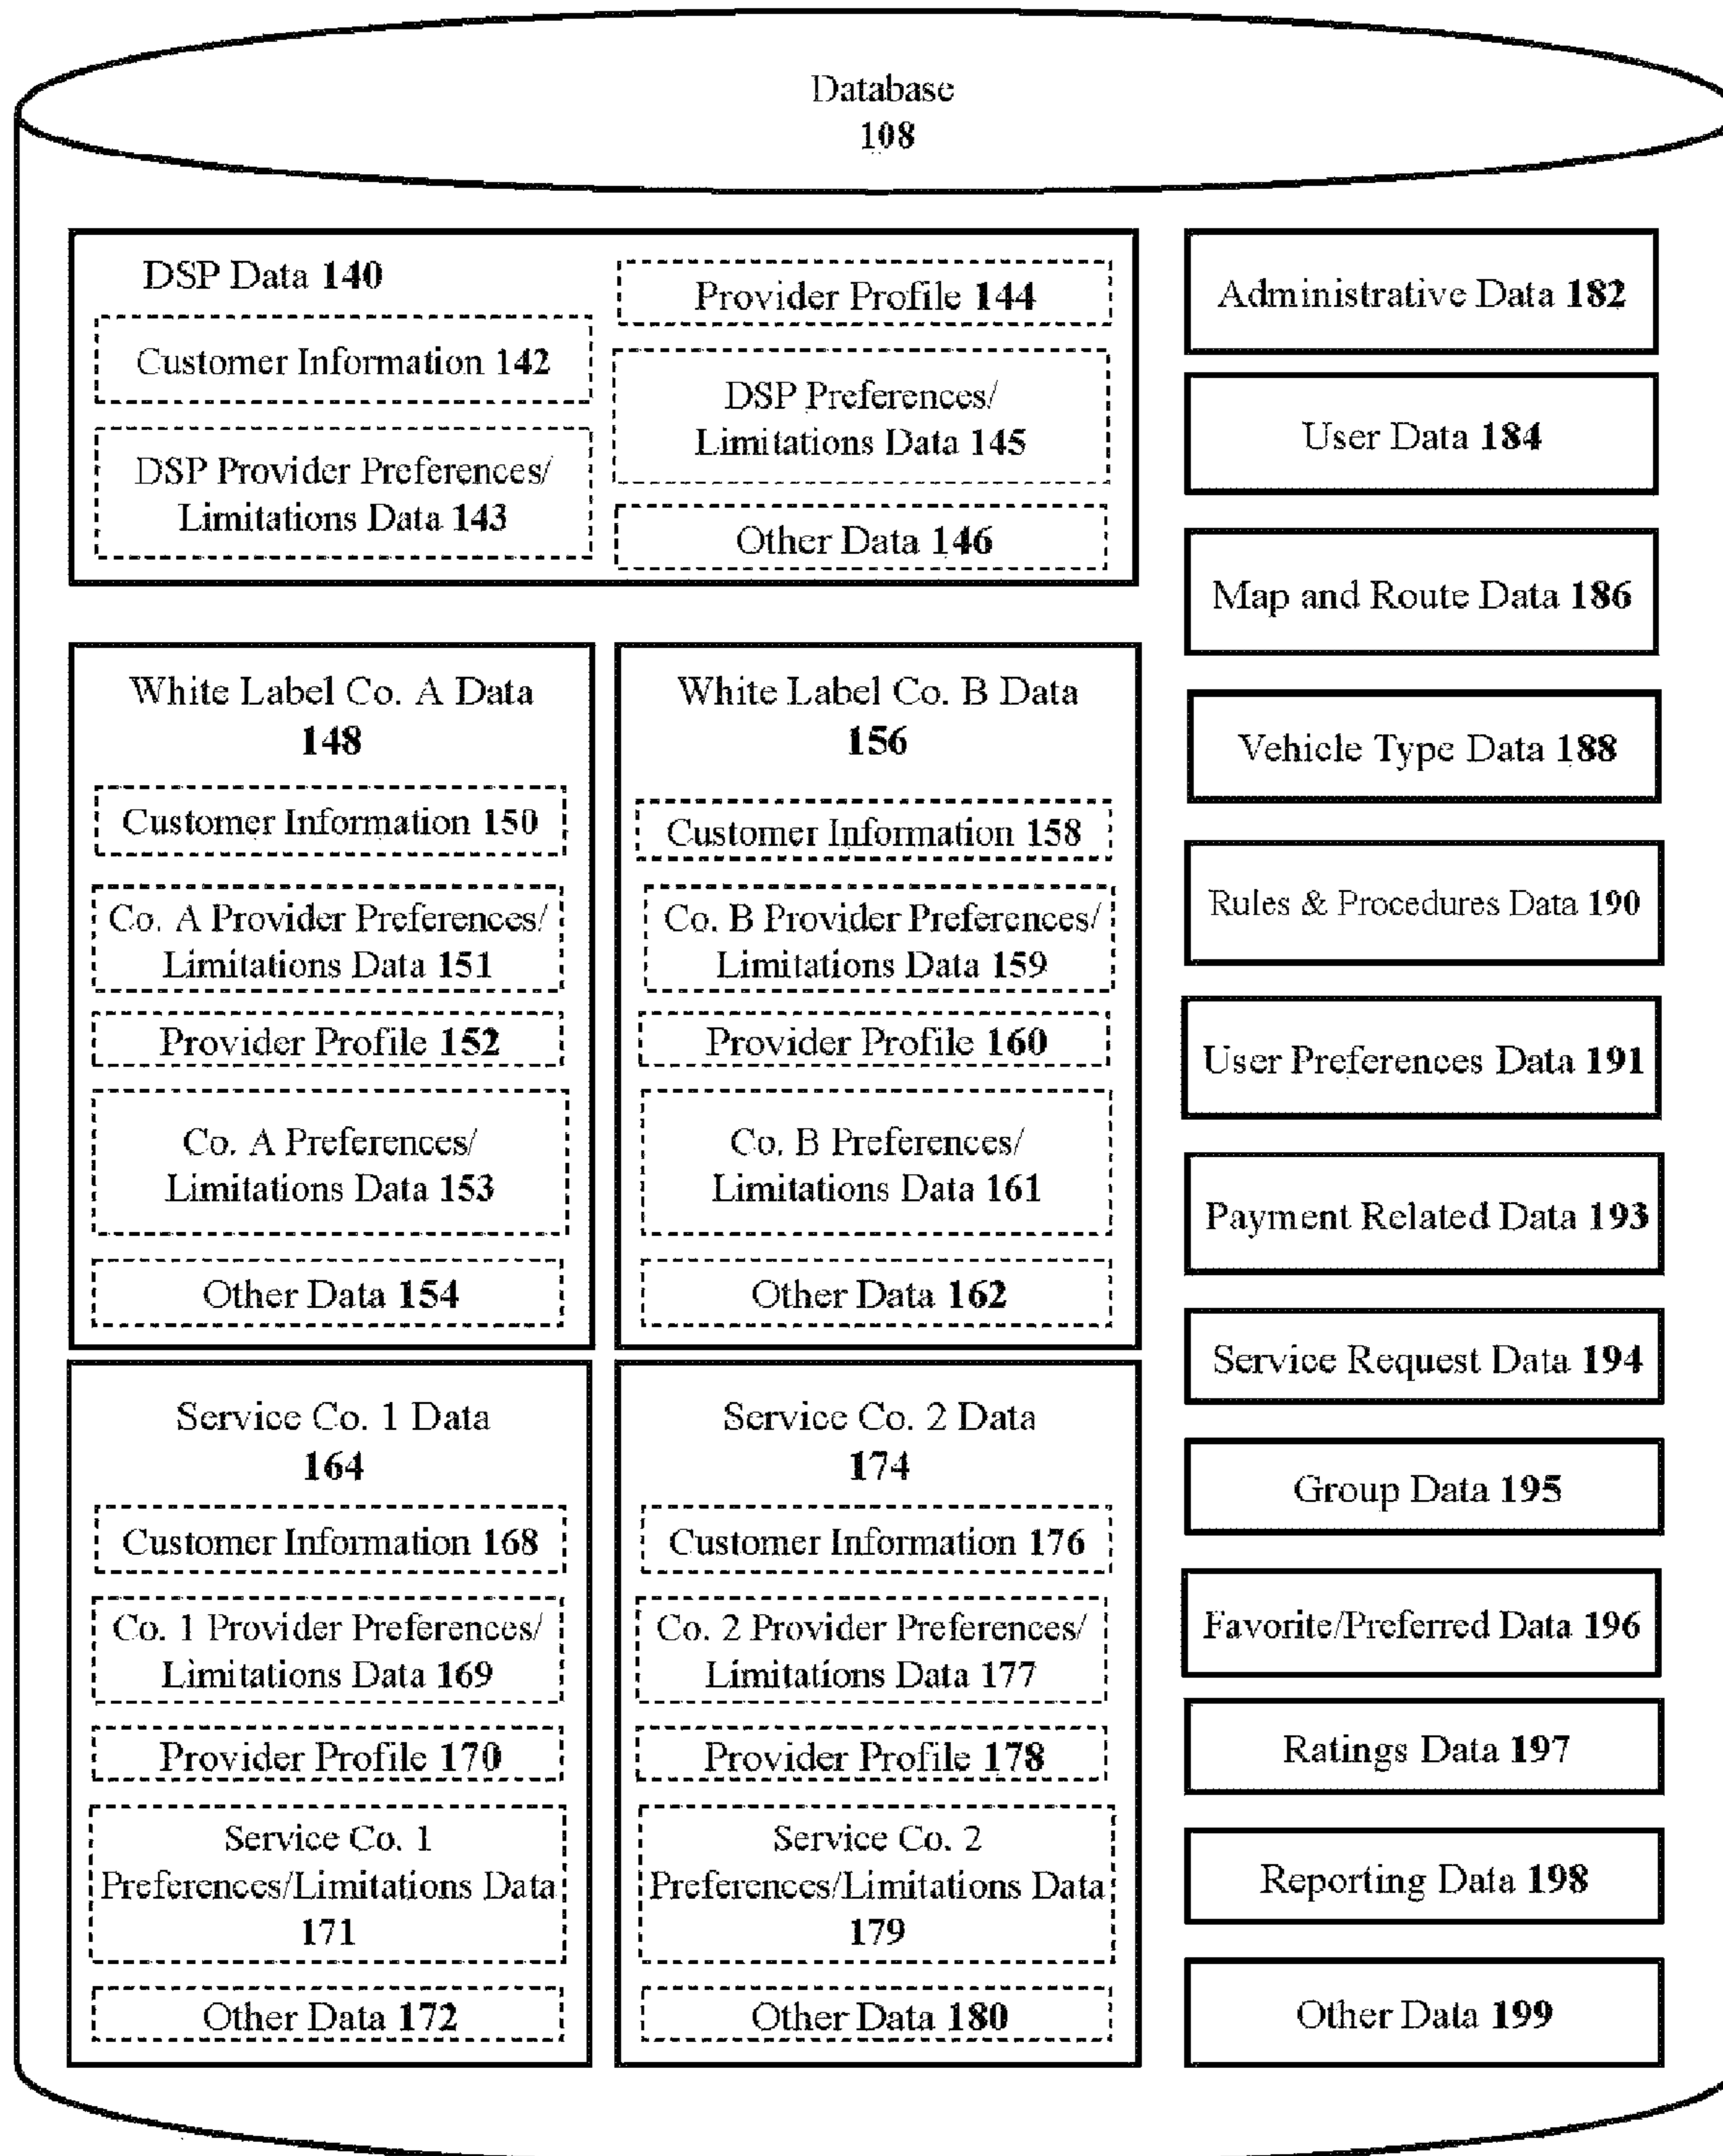 Database
108
DSP Data 140
Customer Information 142
DSP Provider Preferences/
Limitations Data 143
Provider Profile 144
DSP Preferences/
Limitations Data 145
Other Data 146
White Label Co. A Data
148
Customer Information 150
Co. A Provider Preferences/
Limitations Data 151
Provider Profile 152
Co. A Preferences/
Limitations Data 153
Other Data 154
White Label Co. B Data
156
Customer Information 158
Co. B Provider Preferences/
Limitations Data 159
Provider Profile 160
Co. B Preferences/
Limitations Data 161
Other Data 162
Service Co. 1 Data
164
Customer Information 168
Co. 1 Provider Preferences/
Limitations Data 169
Provider Profile 170
Service Co. 1
Preferences/Limitations Data
171
Other Data 172
Service Co. 2 Data
174
Customer Information 176
Co. 2 Provider Preferences/
Limitations Data 177
Provider Profile 178
Service Co. 2
Preferences/Limitations Data
179
Other Data 180
Administrative Data 182
User Data 184
Map and Route Data 186
Vehicle Type Data 188
Rules & Procedures Data 190
User Preferences Data 191
Payment Related Data 193
Service Request Data 194
Group Data 195
Favorite/Preferred Data 196
Ratings Data 197
Reporting Data 198
Other Data 199